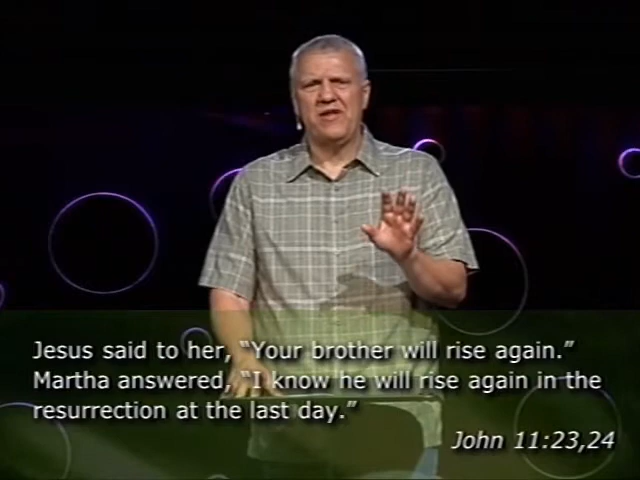 Jesus said to her, “Your brother will rise again.”
Martha answered, “I know he will rise again in the
resurrection at the last day.”
John 11:23,24